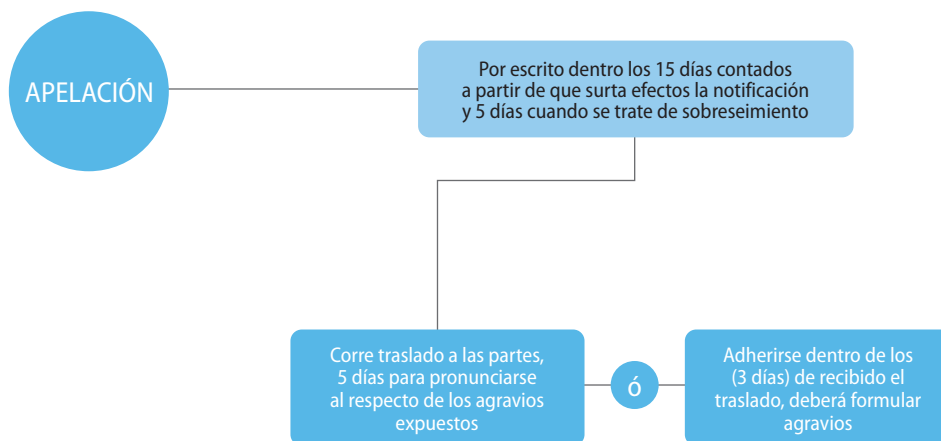 APELACIÓN
Por escrito dentro los 15 días contados
a partir de que surta efectos la notificación
y 5 días cuando se trate de sobreseimiento
Corre traslado a las partes,
5 días para pronunciarse
al respecto de los agravios
expuestos
ó
Adherirse dentro de los
(3 días) de recibido el
traslado, deberá formular
agravios